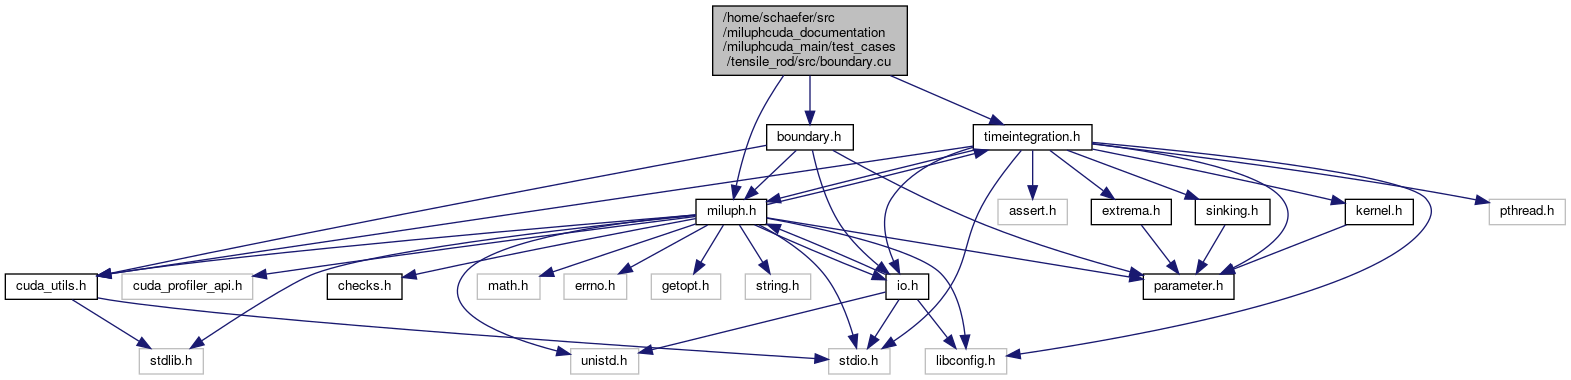 /home/schaefer/src
/miluphcuda_documentation
/miluphcuda_main/test_cases
/tensile_rod/src/boundary.cu
boundary.h
timeintegration.h
miluph.h
assert.h
extrema.h
sinking.h
kernel.h
pthread.h
cuda_utils.h
cuda_profiler_api.h
checks.h
math.h
errno.h
getopt.h
string.h
io.h
parameter.h
stdlib.h
unistd.h
stdio.h
libconfig.h